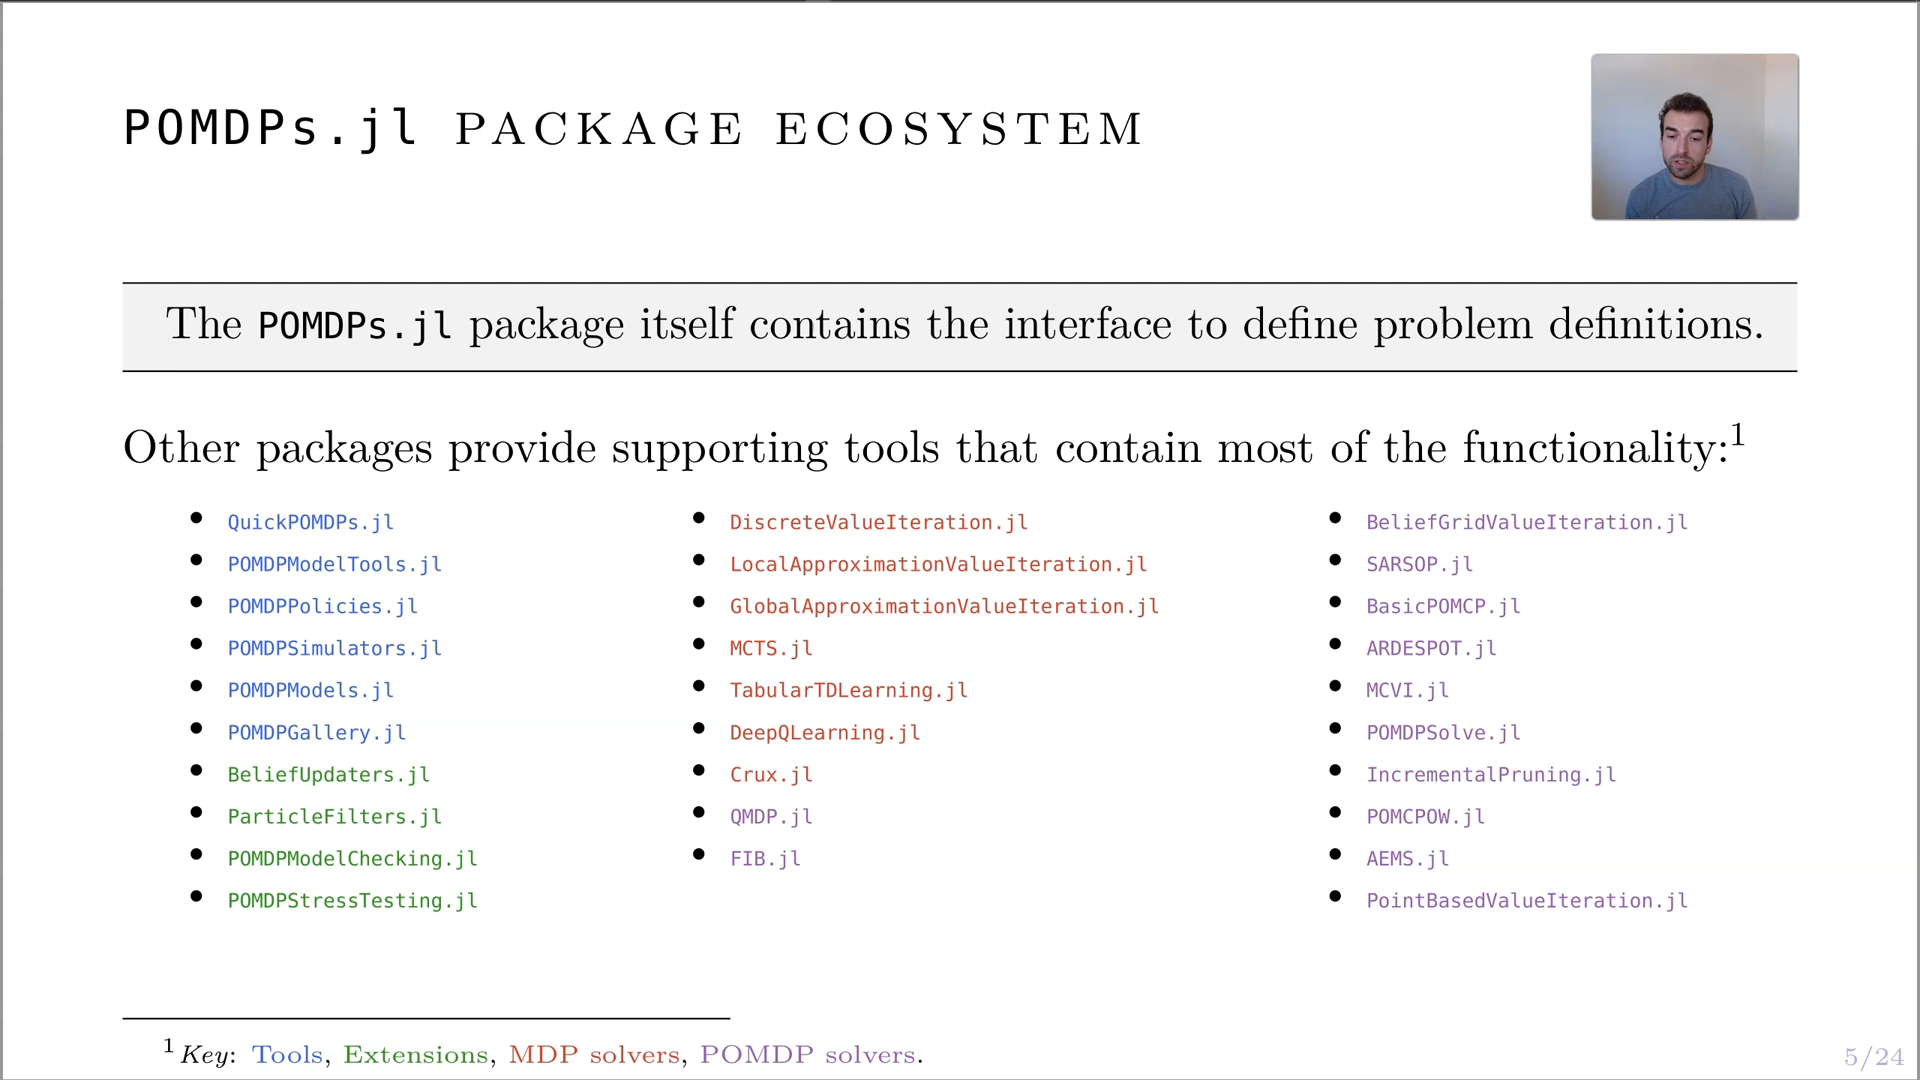 POMDPs.jl PACKAGE ECOSYSTEM
The POMDPs.jl package itself contains the interface to define problem definitions.
Other packages provide supporting tools that contain most of the functionality:1
• QuickPOMDPs.jl
• POMDPModelTools.jl
• POMDPPolicies.jl
• POMDPSimulators.jl
• POMDPModels.jl
• POMDPGallery.jl
• BeliefUpdaters.jl
• ParticleFilters.jl
• POMDPModelChecking.jl
• POMDPStressTesting.jl
• DiscreteValueIteration.jl
• LocalApproximationValueIteration.jl
• GlobalApproximationValueIteration.jl
• MCTS.jl
• TabularTDLearning.jl
• DeepQLearning.jl
• Crux.jl
• QMDP.jl
• FIB.jl
• BeliefGridValueIteration.jl
• SARSOP.jl
• BasicPOMCP.jl
• ARDESPOT.jl
• MCVI.jl
• POMDPSolve.jl
• IncrementalPruning.jl
• POMCPOW.jl
• AEMS.jl
• PointBasedValueIteration.jl
1 Key: Tools, Extensions, MDP solvers, POMDP solvers.
5/24